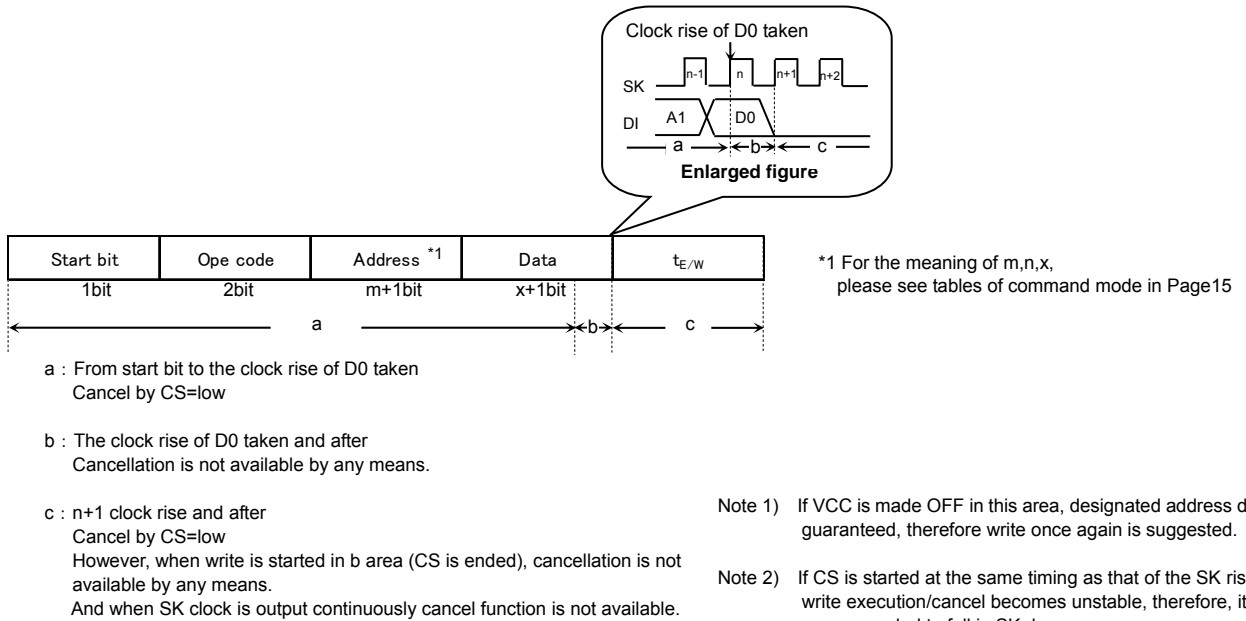 Clock rise of D0 taken
SK n-1 n n+1 n+2
DI A1 D0
a b c
Enlarged figure
Start bit Ope code Address *1 Data tE/W
1bit 2bit m+1bit x+1bit
a b c
*1 For the meaning of m,n,x,
please see tables of command mode in Page15
a : From start bit to the clock rise of D0 taken
Cancel by CS=low
b : The clock rise of D0 taken and after
Cancellation is not available by any means.
c : n+1 clock rise and after
Cancel by CS=low
However, when write is started in b area (CS is ended), cancellation is not
available by any means.
And when SK clock is output continuously cancel function is not available.
Note 1) If VCC is made OFF in this area, designated address d
guaranteed, therefore write once again is suggested.
Note 2) If CS is started at the same timing as that of the SK ris
write execution/cancel becomes unstable, therefore, it